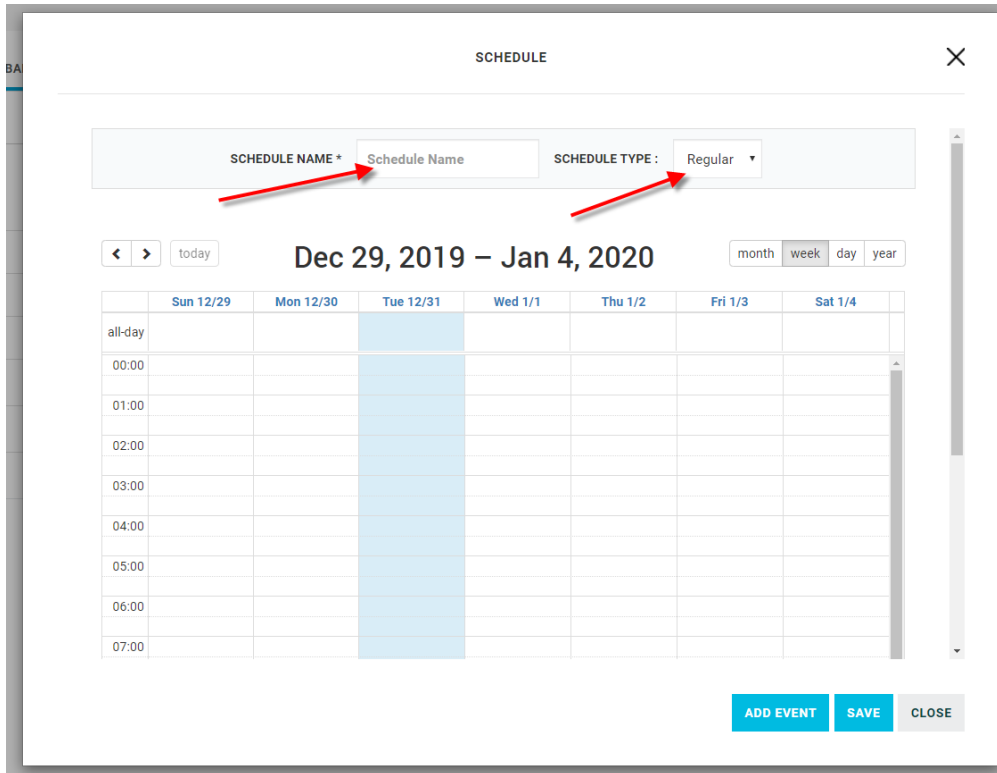 SCHEDULE
BA
SCHEDULE NAME * Schedule Name SCHEDULE TYPE : Regular
today Dec 29, 2019 – Jan 4, 2020 month week day year
Sun 12/29 Mon 12/30 Tue 12/31 Wed 1/1 Thu 1/2 Fri 1/3 Sat 1/4
all-day
00:00
01:00
02:00
03:00
04:00
05:00
06:00
07:00
ADD EVENT SAVE CLOSE